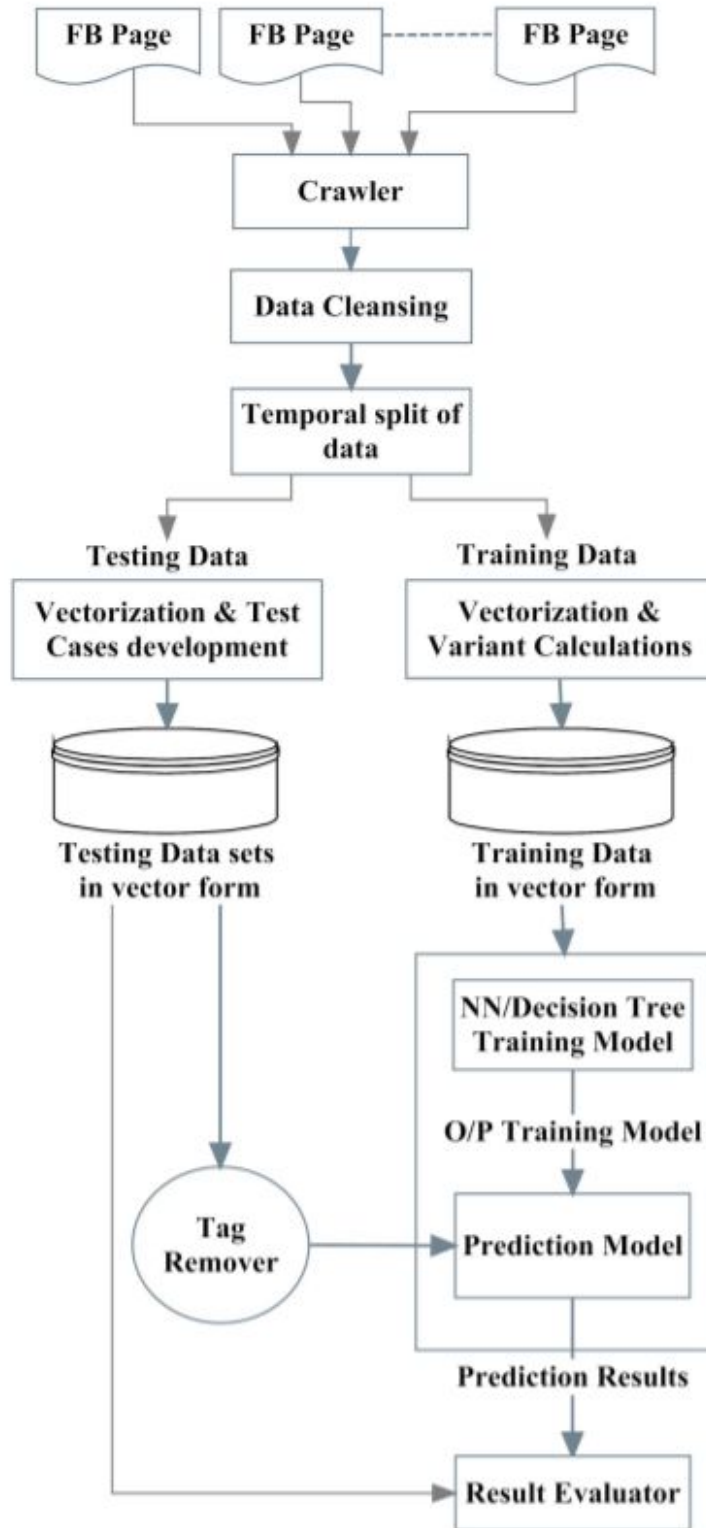 FB Page
FB Page
FB Page
Crawler
Data Cleansing
Temporal split of
data
Testing Data
Training Data
Vectorization & Test
Cases development
Vectorization &
Variant Calculations
Testing Data sets
in vector form
Training Data
in vector form
NN/Decision Tree
Training Model
O/P Training Model
Tag
Remover
Prediction Model
Prediction Results
Result Evaluator